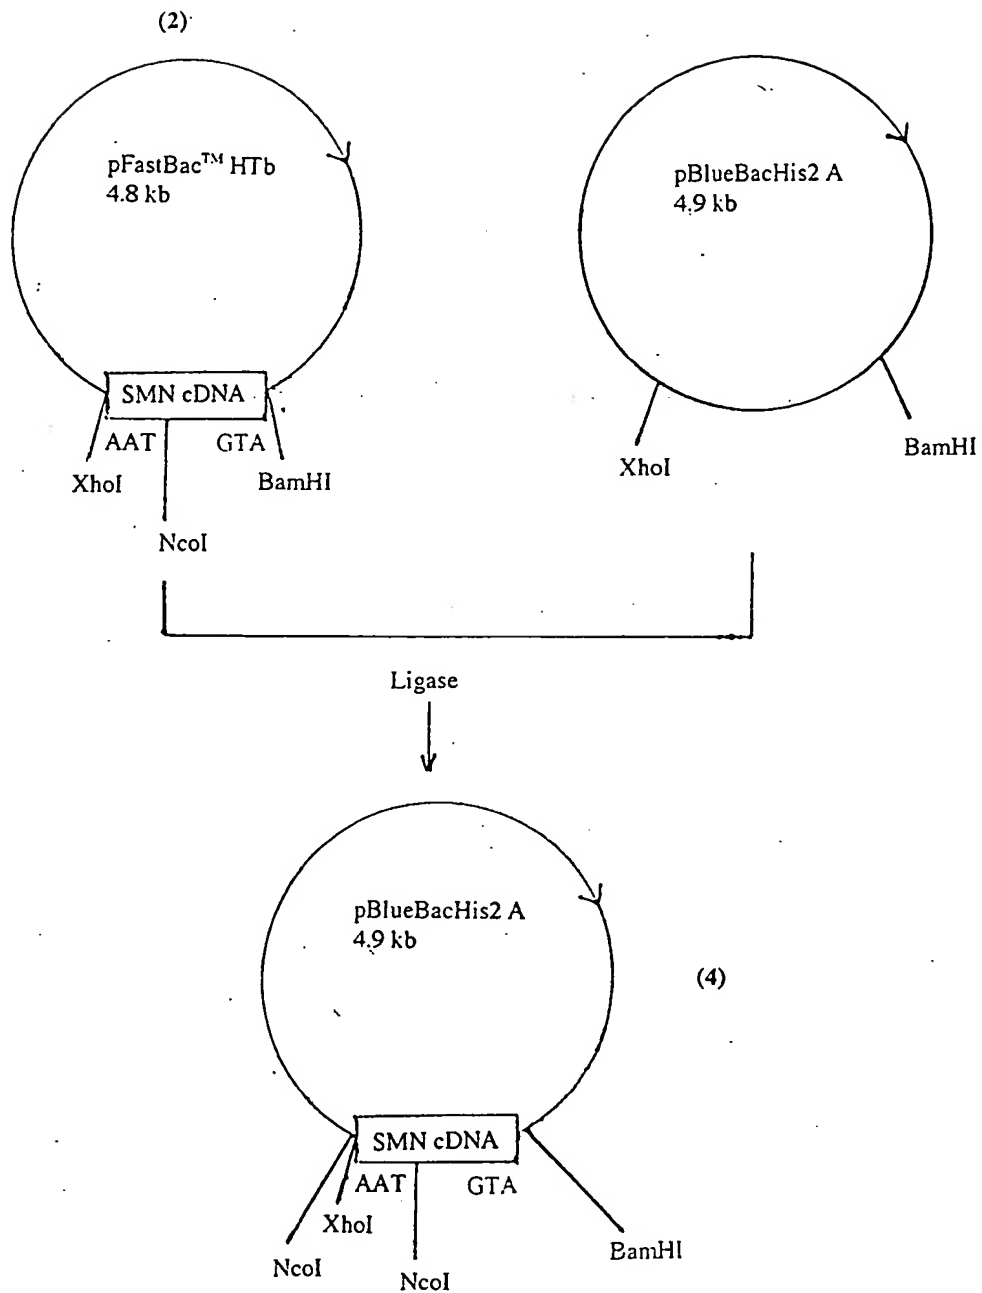 (2)
pFastBac™ HTb
4.8 kb
pBlueBacHis2 A
4.9 kb
SMN cDNA
AAT
GTA
XhoI
BamHI
NcoI
XhoI
BamHI
Ligase
pBlueBacHis2 A
4.9 kb
(4)
SMN cDNA
AAT
GTA
XhoI
NcoI
NcoI
BamHI